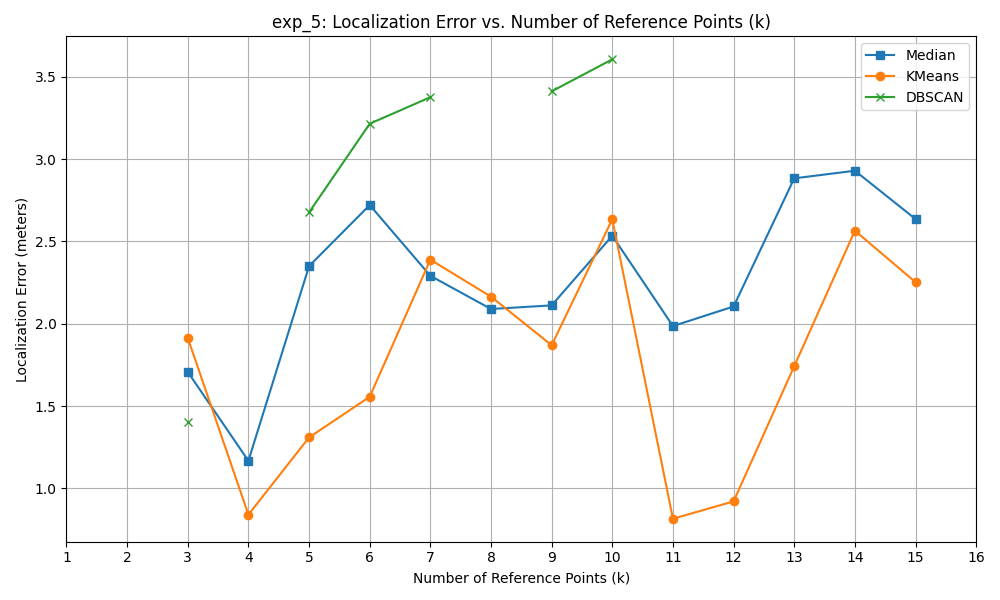 exp_5: Localization Error vs. Number of Reference Points (k)
Median
KMeans
DBSCAN
Localization Error (meters)
3.5
3.0
2.5
2.0
1.5
1.0
1 2 3 4 5 6 7 8 9 10 11 12 13 14 15 16
Number of Reference Points (k)